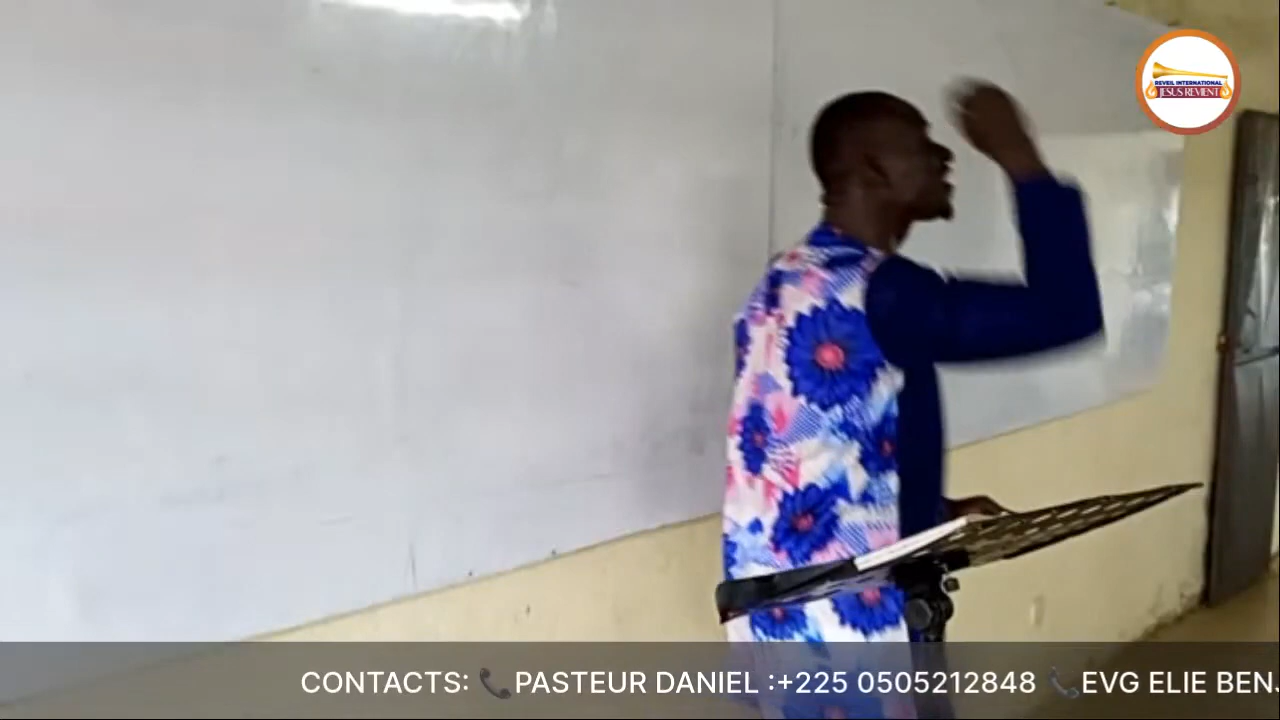 REVEIL INTERNATIONAL
JESUS REVIENT
CONTACTS: 📞PASTEUR DANIEL :+225 0505212848 📞EVG ELIE BEN.